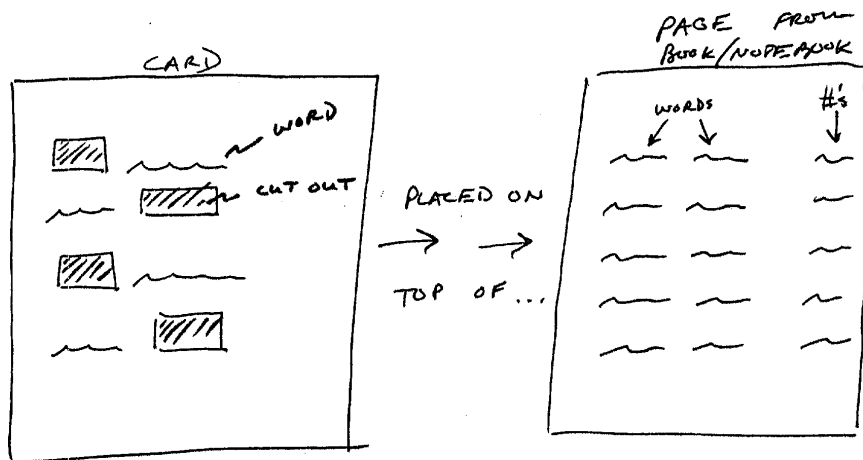 CARD
WORD
CUT OUT
PLACED ON
TOP OF...
PAGE FROM
BOOK/NOTEBOOK
WORDS
#'s